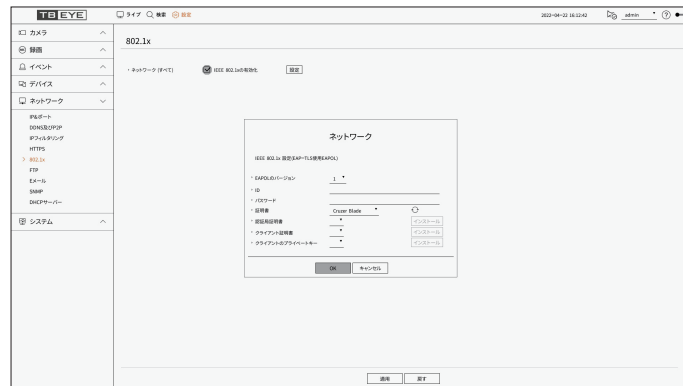 TB EYE
ライブ 検索 設定
2022-04-22 16:12:42 admin
カメラ
録画
イベント
デバイス
ネットワーク
IP&ポート
DDNS及びP2P
IPフィルタリング
HTTPS
> 802.1x
FTP
Eメール
SNMP
DHCPサーバー
システム
802.1x
・ネットワーク (すべて) IEEE 802.1xの有効化 設定
ネットワーク
IEEE 802.1x 設定(EAP-TLS使用EAPOL)
・EAPOLのバージョン 1
・ID
・パスワード
・証明書 Cruzer Blade
・認証局証明書 インストール
・クライアント証明書 インストール
・クライアントのプライベートキー インストール
OK キャンセル
適用 戻す